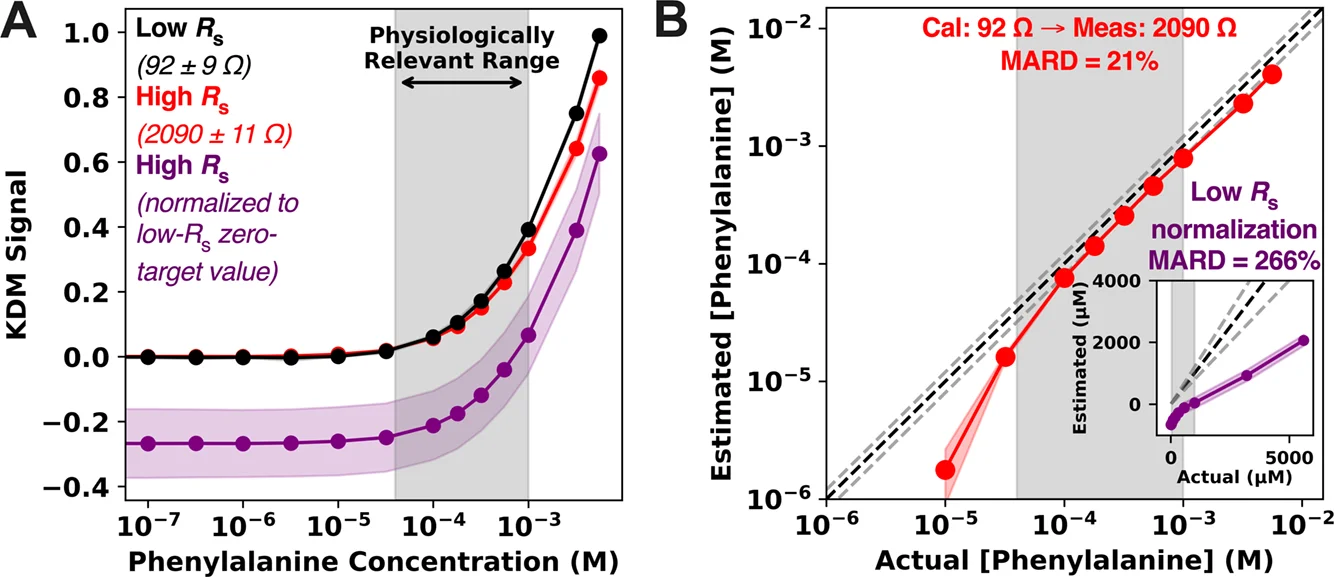 A
Low Rs
(92 ± 9 Ω)
High Rs
(2090 ± 11 Ω)
High Rs
(normalized to
low-Rs zero-
target value)
Physiologically
Relevant Range
KDM Signal
1.0
0.8
0.6
0.4
0.2
0.0
−0.2
−0.4
10−7
10−6
10−5
10−4
10−3
Phenylalanine Concentration (M)
B
Cal: 92 Ω → Meas: 2090 Ω
MARD = 21%
Estimated [Phenylalanine] (M)
10−2
10−3
10−4
10−5
10−6
10−6
10−5
10−4
10−3
10−2
Actual [Phenylalanine] (M)
Low Rs
normalization
MARD = 266%
Estimated (μM)
4000
2000
0
0
5000
Actual (μM)